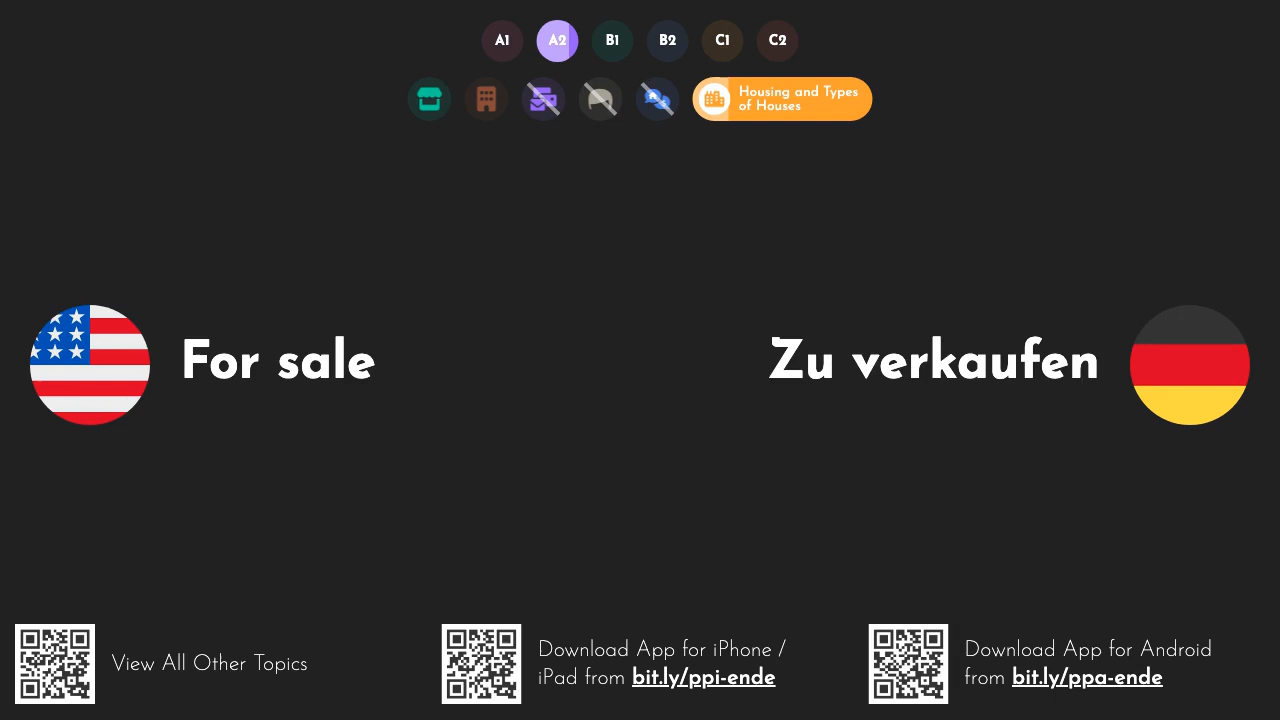 A1 A2 B1 B2 C1 C2
Housing and Types
of Houses
For sale
Zu verkaufen
View All Other Topics
Download App for iPhone /
iPad from bit.ly/ppi-ende
Download App for Android
from bit.ly/ppa-ende